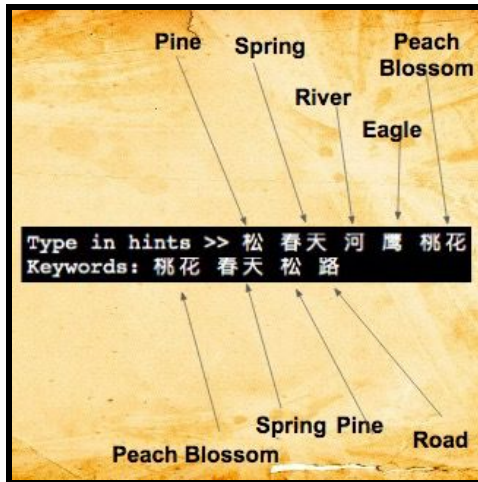 Pine Spring Peach
Blossom
River
Eagle
Type in hints >> 松 春天 河 鹰 桃花
Keywords: 桃花 春天 松 路
Spring Pine
Road
Peach Blossom